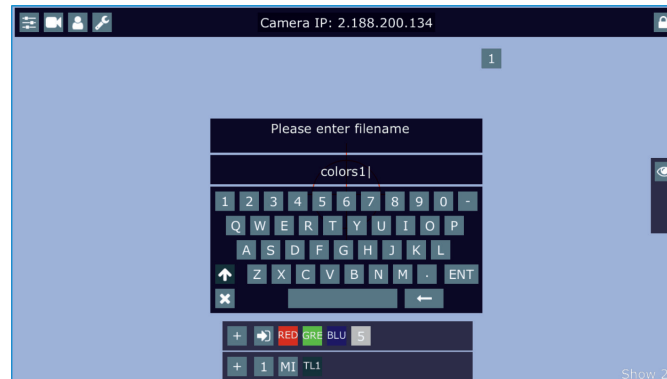 Camera IP: 2.188.200.134
1
Please enter filename
colors1|
1 2 3 4 5 6 7 8 9 0 -
Q W E R T Y U I O P
A S D F G H J K L
Z X C V B N M . ENT
+ RED GRE BLU 5
+ 1 MI TL1
Show 2